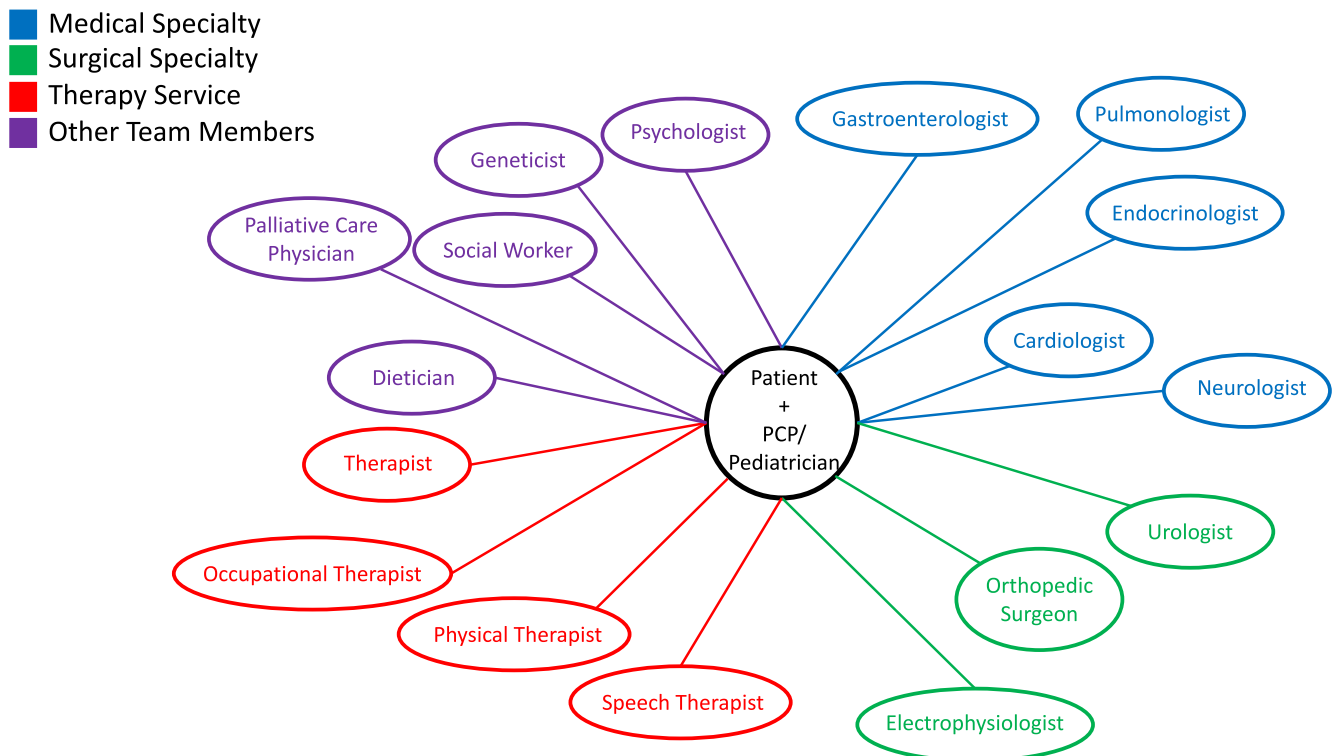 Medical Specialty
Surgical Specialty
Therapy Service
Other Team Members
Psychologist
Gastroenterologist
Pulmonologist
Geneticist
Palliative Care
Physician
Social Worker
Endocrinologist
Cardiologist
Dietician
Neurologist
Patient
+
PCP/
Pediatrician
Therapist
Urologist
Occupational Therapist
Orthopedic
Surgeon
Physical Therapist
Speech Therapist
Electrophysiologist